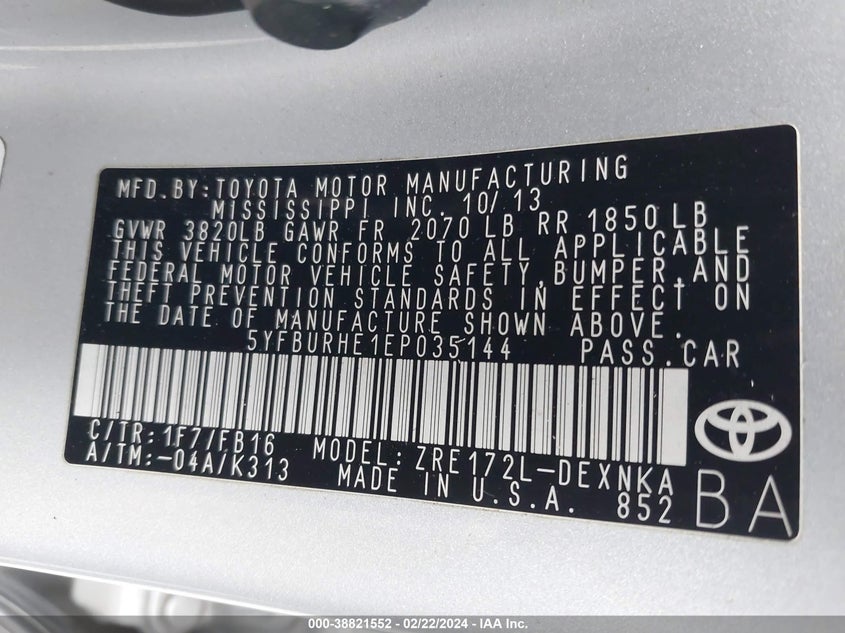 MFD.BY:TOYOTA MOTOR MANUFACTURING
MISSISSIPPI INC. 10/13
GVWR 3820LB GAWR FR 2070 LB RR 1850 LB
THIS VEHICLE CONFORMS TO ALL APPLICABLE
FEDERAL MOTOR VEHICLE SAFETY,BUMPER,AND
THEFT PREVENTION STANDARDS IN EFFECT ON
THE DATE OF MANUFACTURE SHOWN ABOVE.
5YFBURHE1EP035144 PASS.CAR
C/TR:1F7/FB16 MODEL:ZRE172L-DEXNKA
A/TM:-04A/K313 MADE IN U.S.A. 852
BA
000-38821552 - 02/22/2024 - IAA Inc.